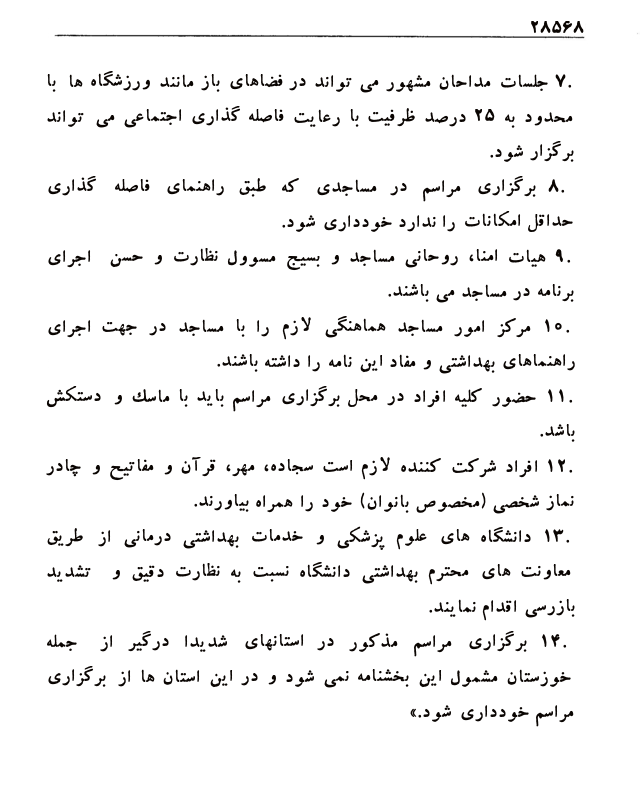 ۲۸۵۶۸
۷. جلسات مداحان مشهور می تواند در فضاهای باز مانند ورزشگاه ها با
محدود به ۲۵ درصد ظرفیت با رعایت فاصله گذاری اجتماعی می تواند
برگزار شود.
۸. برگزاری مراسم در مساجدی که طبق راهنمای فاصله گذاری
حداقل امکانات را ندارد خودداری شود.
۹. هیات امنا، روحانی مساجد و بسیج مسوول نظارت و حسن اجرای
برنامه در مساجد می باشند.
۱۰. مرکز امور مساجد هماهنگی لازم را با مساجد در جهت اجرای
راهنماهای بهداشتی و مفاد این نامه را داشته باشند.
۱۱. حضور کلیه افراد در محل برگزاری مراسم باید با ماسک و دستکش
باشد.
۱۲. افراد شرکت کننده لازم است سجاده، مهر، قرآن و مفاتیح و چادر
نماز شخصی (مخصوص بانوان) خود را همراه بیاورند.
۱۳. دانشگاه های علوم پزشکی و خدمات بهداشتی درمانی از طریق
معاونت های محترم بهداشتی دانشگاه نسبت به نظارت دقیق و تشدید
بازرسی اقدام نمایند.
۱۴. برگزاری مراسم مذکور در استانهای شدیدا درگیر از جمله
خوزستان مشمول این بخشنامه نمی شود و در این استان ها از برگزاری
مراسم خودداری شود.»